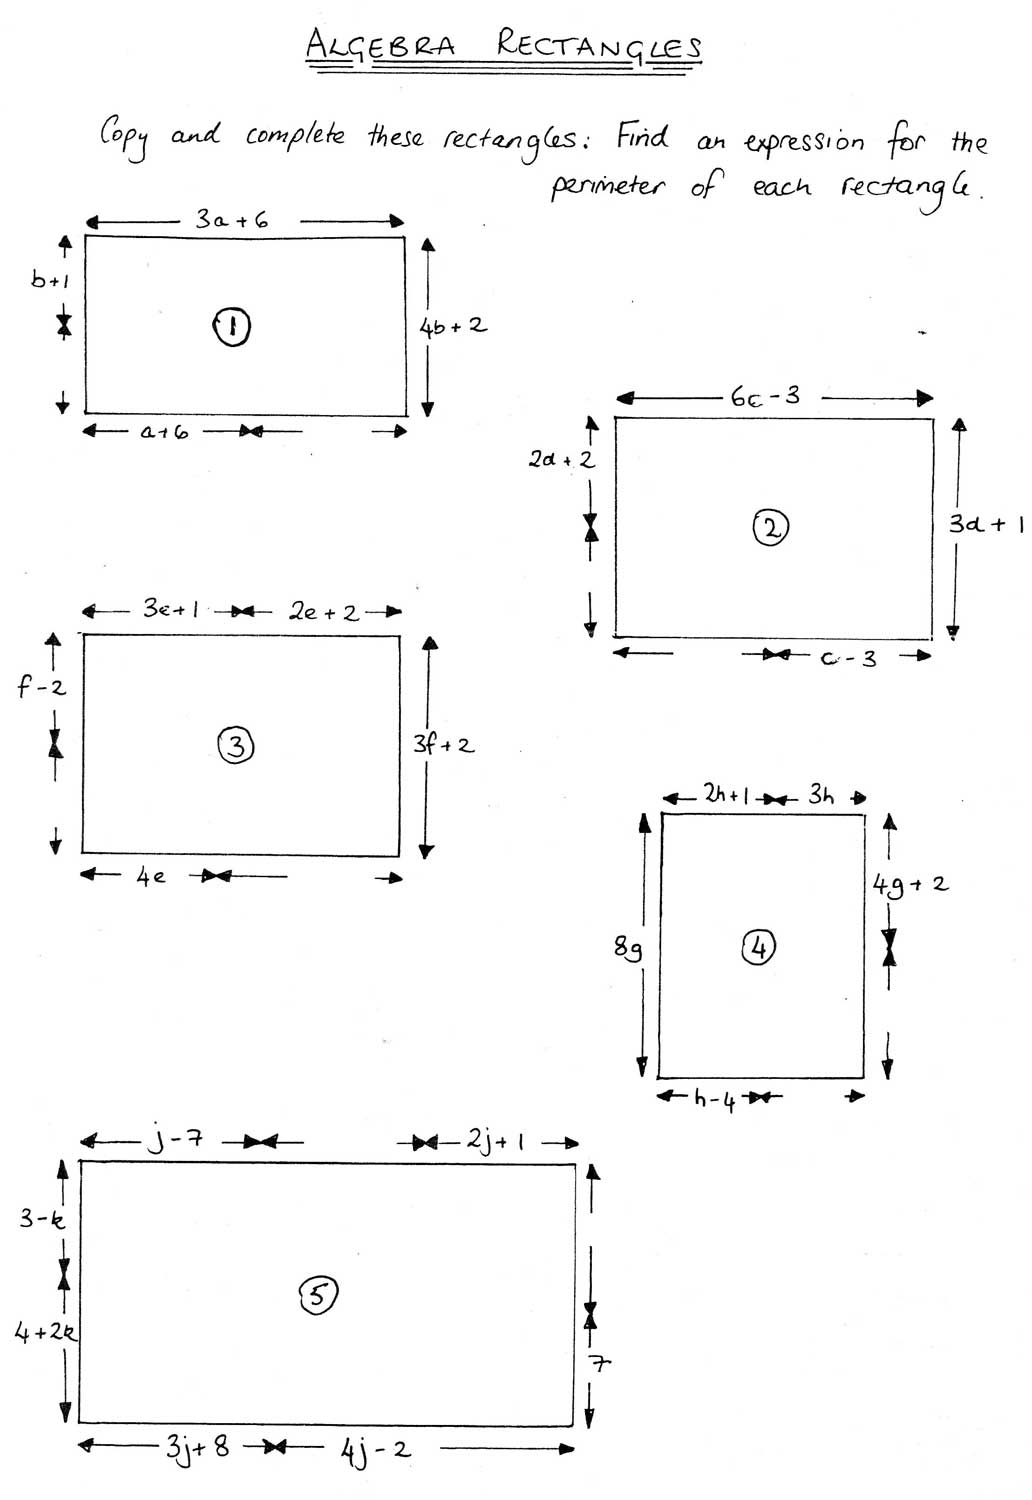 ALGEBRA RECTANGLES
Copy and complete these rectangles: Find an expression for the
perimeter of each rectangle.
3a + 6
b+1
1
4b + 2
a+6
6c - 3
2d + 2
2
3d + 1
c - 3
3e+1
2e + 2
f - 2
3
3f + 2
4e
2h+1
3h
8g
4
4g + 2
h-4
j - 7
2j + 1
3-k
5
4+2k
7
3j+ 8
4j - 2